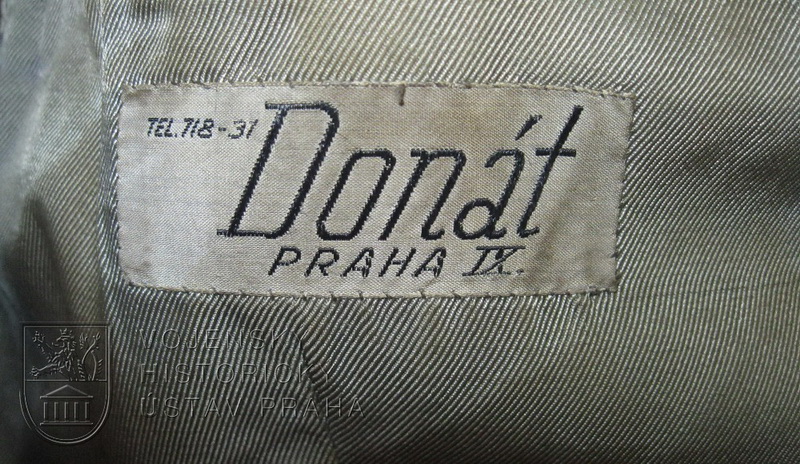 TEL. 718-31
Donát
PRAHA IX.
VOJENSKÝ
HISTORICKÝ
ÚSTAV PRAHA